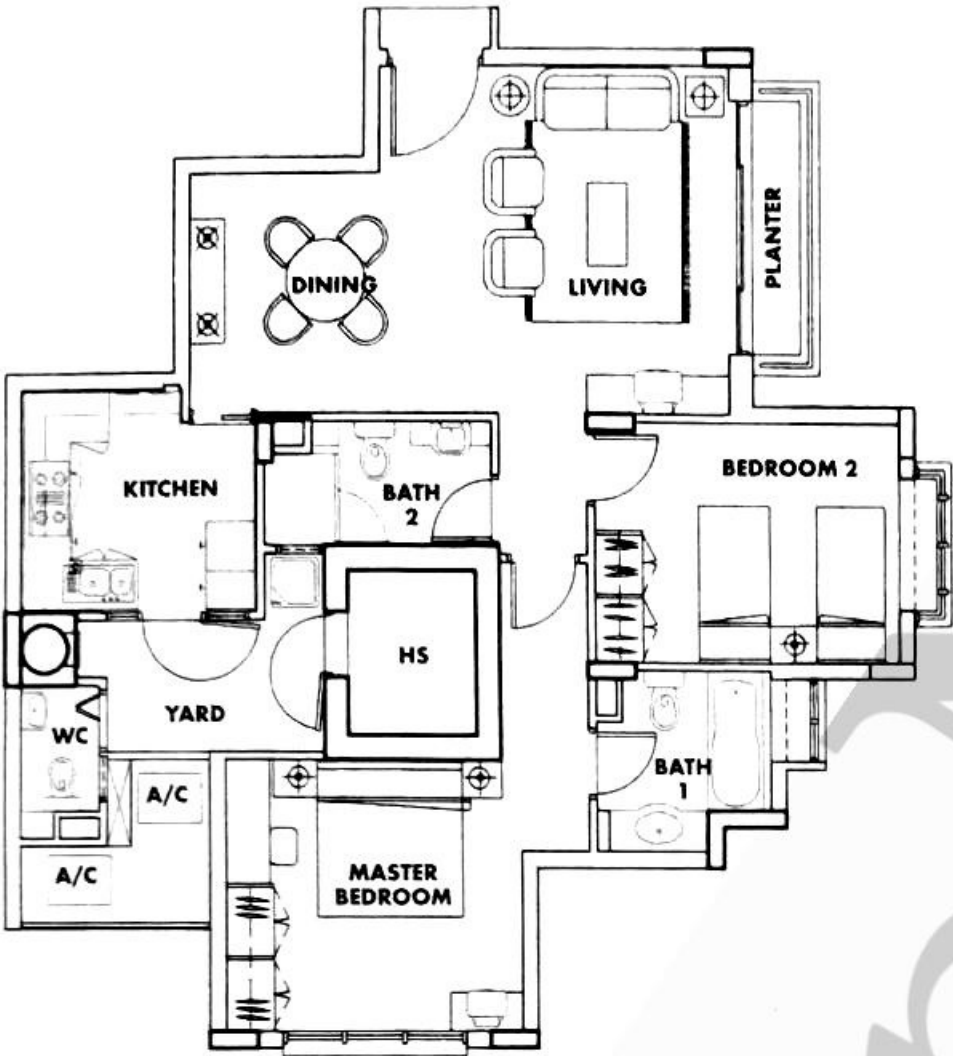 PLANTER
DINING
LIVING
BEDROOM 2
KITCHEN
BATH
2
HS
YARD
WC
BATH
1
A/C
A/C
MASTER
BEDROOM